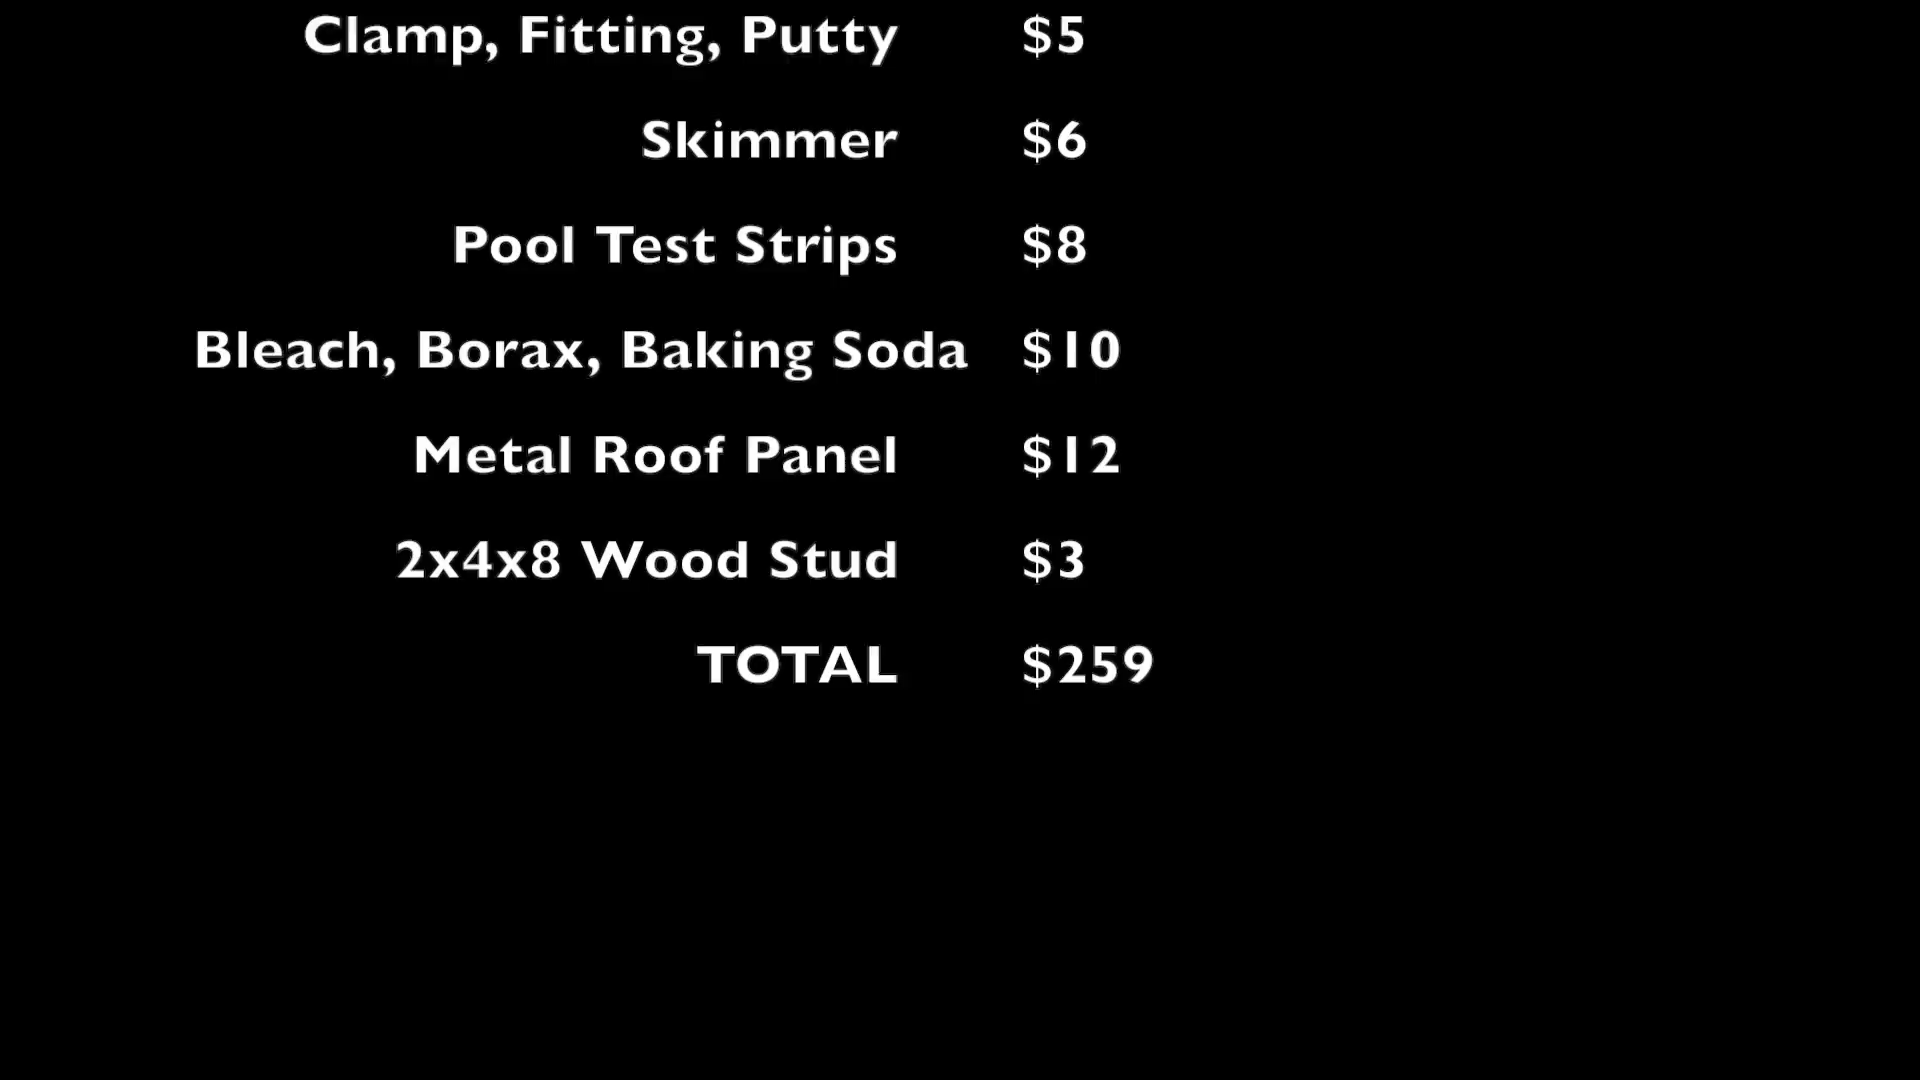 Clamp, Fitting, Putty $5
Skimmer $6
Pool Test Strips $8
Bleach, Borax, Baking Soda $10
Metal Roof Panel $12
2x4x8 Wood Stud $3
TOTAL $259